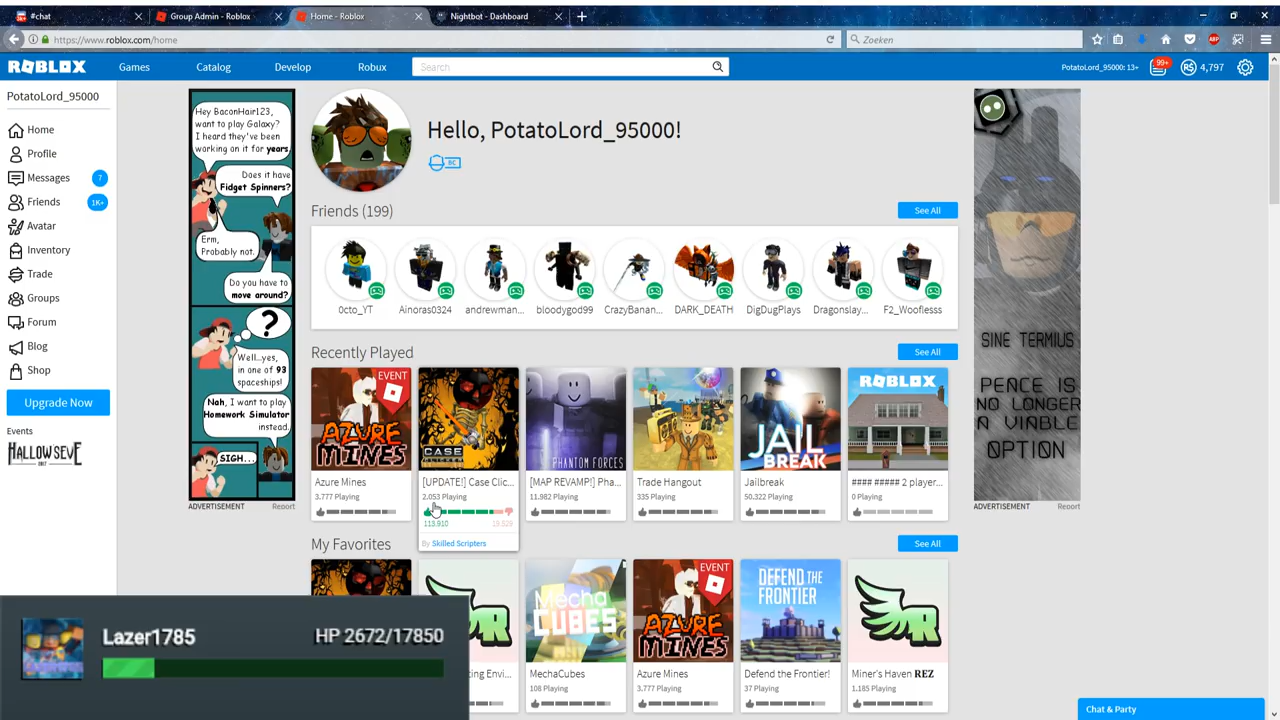 #chat
Group Admin - Roblox
Home - Roblox
Nightbot - Dashboard
https://www.roblox.com/home
Zoeken
ROBLOX
Games
Catalog
Develop
Robux
Search
PotatoLord_95000: 13+
99+
R$
4,797
PotatoLord_95000
Home
Profile
Messages
7
Friends
1K+
Avatar
Inventory
Trade
Groups
Forum
Blog
Shop
Upgrade Now
Events
HALLOW'S EVE
2017
Hey BaconHair123,
want to play Galaxy?
I heard they've been
working on it for years.
Does it have
Fidget Spinners?
Erm,
Probably not.
Do you have to
move around?
?
Well...yes,
in one of 93
spaceships!
Nah, I want to play
Homework Simulator
instead.
SIGH...
ADVERTISEMENT
Report
Hello, PotatoLord_95000!
BC
Friends (199)
See All
0cto_YT
Ainoras0324
andrewman...
bloodygod99
CrazyBanan...
DARK_DEATH
DigDugPlays
Dragonslay...
F2_Wooflesss
Recently Played
See All
EVENT
AZURE
MINES
CASE
PHANTOM FORCES
JAIL
BREAK
ROBLOX
Azure Mines
3.777 Playing
[UPDATE!] Case Clic...
2.053 Playing
113.910
19.529
By Skilled Scripters
[MAP REVAMP!] Pha...
11.982 Playing
Trade Hangout
335 Playing
Jailbreak
50.322 Playing
#### ##### 2 player...
0 Playing
My Favorites
See All
R
Mecha
CUBES
EVENT
AZURE
MINES
DEFEND THE
FRONTIER
R
ting Envi...
MechaCubes
108 Playing
Azure Mines
3.777 Playing
Defend the Frontier!
37 Playing
Miner's Haven REZ
1.185 Playing
SINE TERMIUS
PENCE IS
NO LONGER
A VIABLE
OPTION
ADVERTISEMENT
Report
Lazer1785
HP 2672/17850
Chat & Party